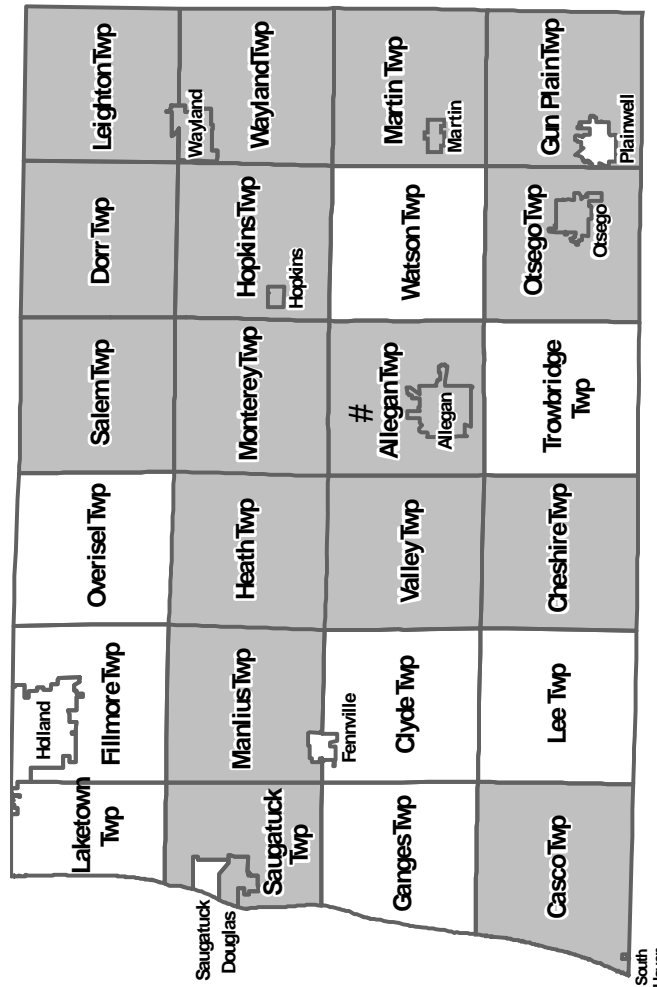 Holland
Laketown
Twp
Fillmore Twp
Overisel Twp
Salem Twp
Dorr Twp
Leighton Twp
Saugatuck
Douglas
Saugatuck
Twp
Manlius Twp
Heath Twp
Monterey Twp
Hopkins Twp
Hopkins
Wayland
Wayland Twp
Fennville
Ganges Twp
Clyde Twp
Valley Twp
#
Allegan Twp
Allegan
Watson Twp
Martin Twp
Martin
Casco Twp
Lee Twp
Cheshire Twp
Trowbridge
Twp
Otsego Twp
Otsego
Gun Plain Twp
Plainwell
South